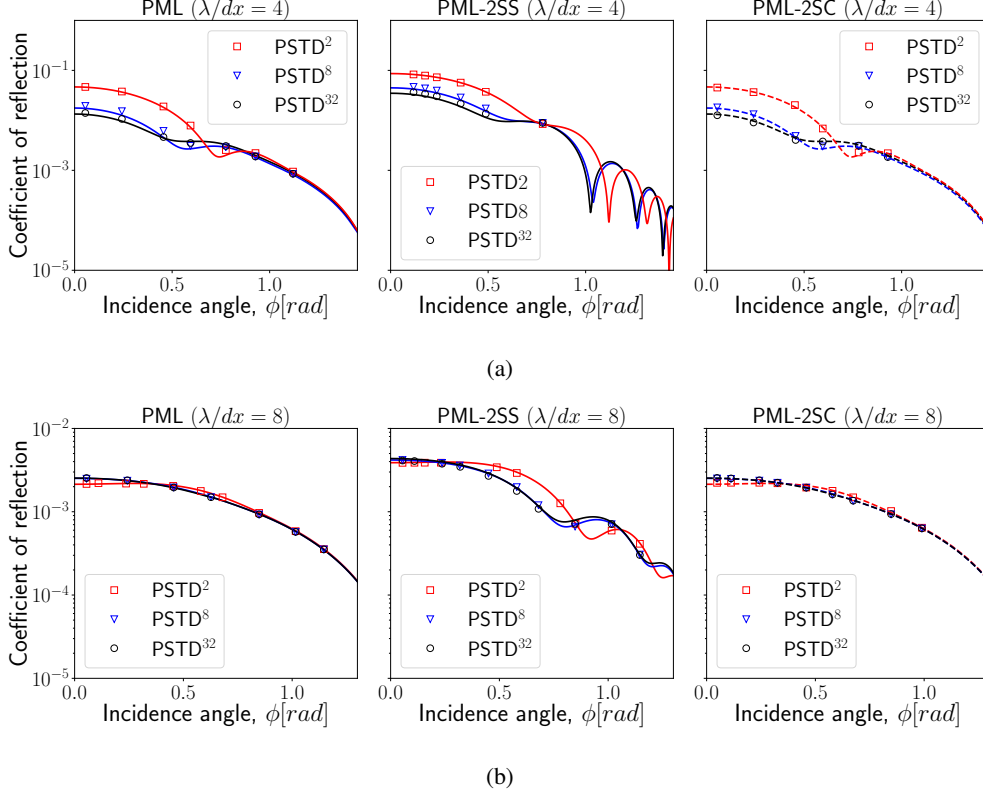 PML (λ/dx = 4)
PML-2SS (λ/dx = 4)
PML-2SC (λ/dx = 4)
Coefficient of reflection
10⁻¹
10⁻³
10⁻⁵
PSTD²
PSTD⁸
PSTD³²
PSTD2
PSTD8
PSTD³²
PSTD²
PSTD⁸
PSTD³²
0.0 0.5 1.0
0.0 0.5 1.0
0.0 0.5 1.0
Incidence angle, ϕ[rad]
Incidence angle, ϕ[rad]
Incidence angle, ϕ[rad]
(a)
PML (λ/dx = 8)
PML-2SS (λ/dx = 8)
PML-2SC (λ/dx = 8)
Coefficient of reflection
10⁻²
10⁻³
10⁻⁴
10⁻⁵
PSTD²
PSTD⁸
PSTD³²
PSTD²
PSTD⁸
PSTD³²
PSTD²
PSTD⁸
PSTD³²
0.0 0.5 1.0
0.0 0.5 1.0
0.0 0.5 1.0
Incidence angle, ϕ[rad]
Incidence angle, ϕ[rad]
Incidence angle, ϕ[rad]
(b)